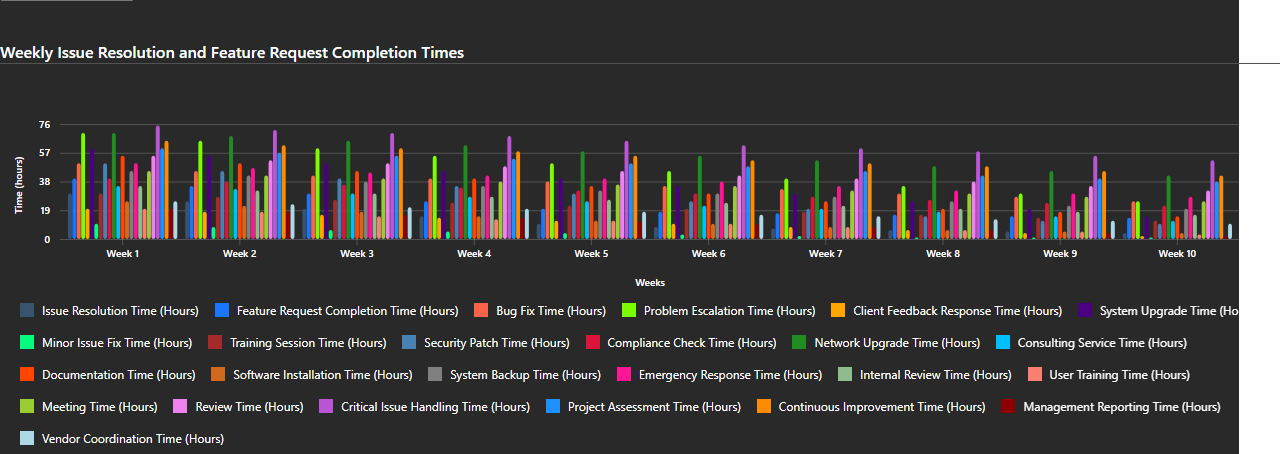 Weekly Issue Resolution and Feature Request Completion Times
76
57
38
19
0
Time (hours)
Week 1 Week 2 Week 3 Week 4 Week 5 Week 6 Week 7 Week 8 Week 9 Week 10
Weeks
Issue Resolution Time (Hours) Feature Request Completion Time (Hours) Bug Fix Time (Hours) Problem Escalation Time (Hours) Client Feedback Response Time (Hours) System Upgrade Time (Ho
Minor Issue Fix Time (Hours) Training Session Time (Hours) Security Patch Time (Hours) Compliance Check Time (Hours) Network Upgrade Time (Hours) Consulting Service Time (Hours)
Documentation Time (Hours) Software Installation Time (Hours) System Backup Time (Hours) Emergency Response Time (Hours) Internal Review Time (Hours) User Training Time (Hours)
Meeting Time (Hours) Review Time (Hours) Critical Issue Handling Time (Hours) Project Assessment Time (Hours) Continuous Improvement Time (Hours) Management Reporting Time (Hours)
Vendor Coordination Time (Hours)